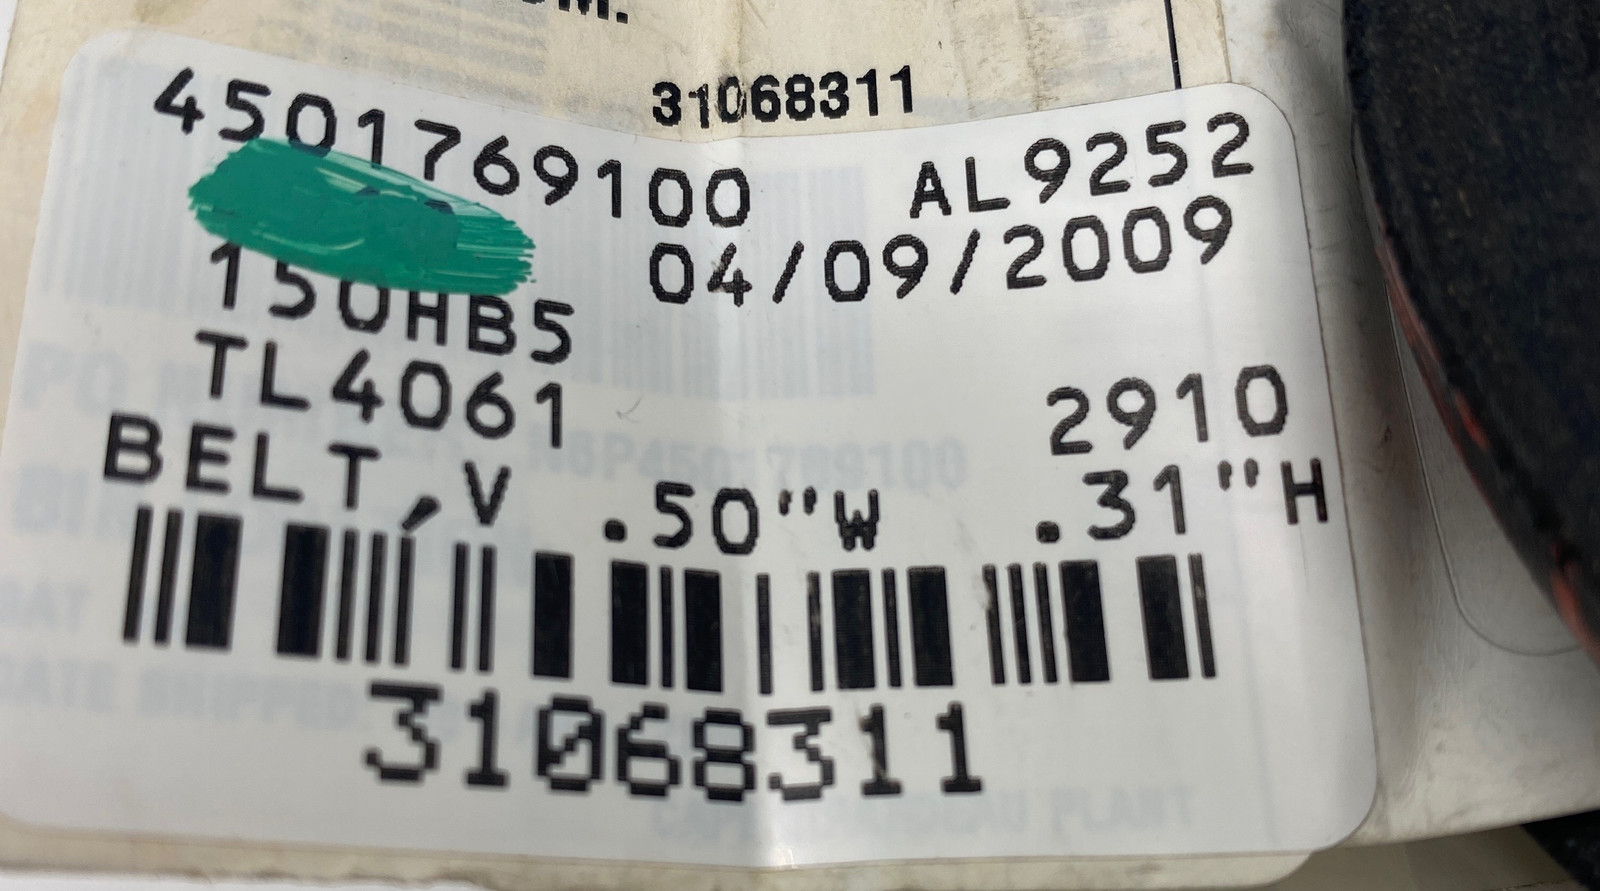 31068311
4501769100 AL9252
04/09/2009
150HB5
TL4061 2910
BELT,V .50"W .31"H
31068311